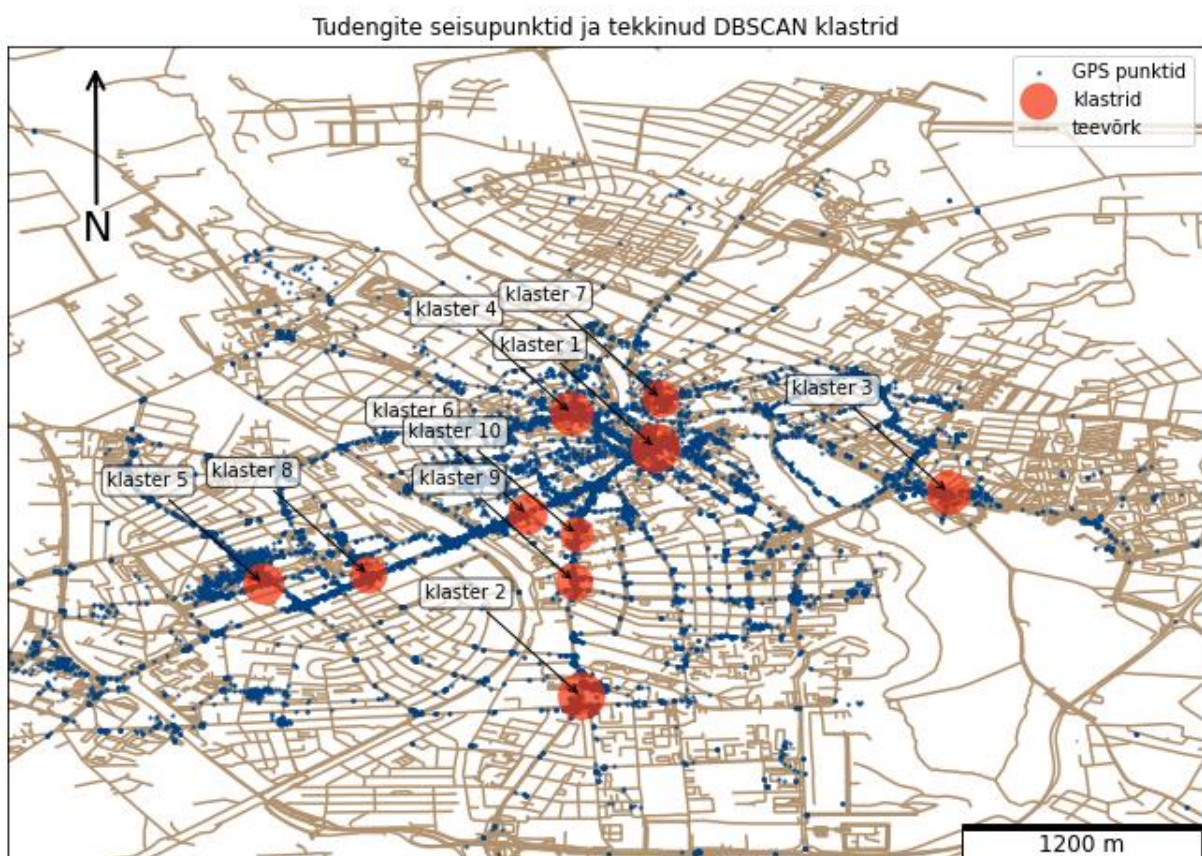 Tudengite seisupunktid ja tekkinud DBSCAN klastrid
GPS punktid
klastrid
teevõrk
N
klaster 7
klaster 4
klaster 1
klaster 3
klaster 6
klaster 10
klaster 8
klaster 5
klaster 9
klaster 2
1200 m